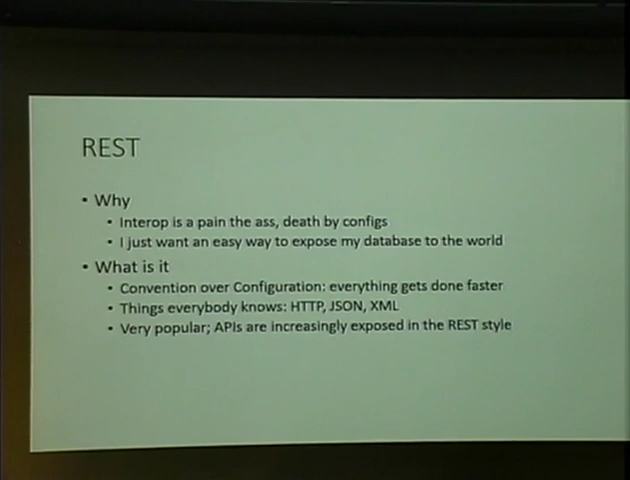 REST
• Why
• Interop is a pain the ass, death by configs
• I just want an easy way to expose my database to the world
• What is it
• Convention over Configuration: everything gets done faster
• Things everybody knows: HTTP, JSON, XML
• Very popular; APIs are increasingly exposed in the REST style